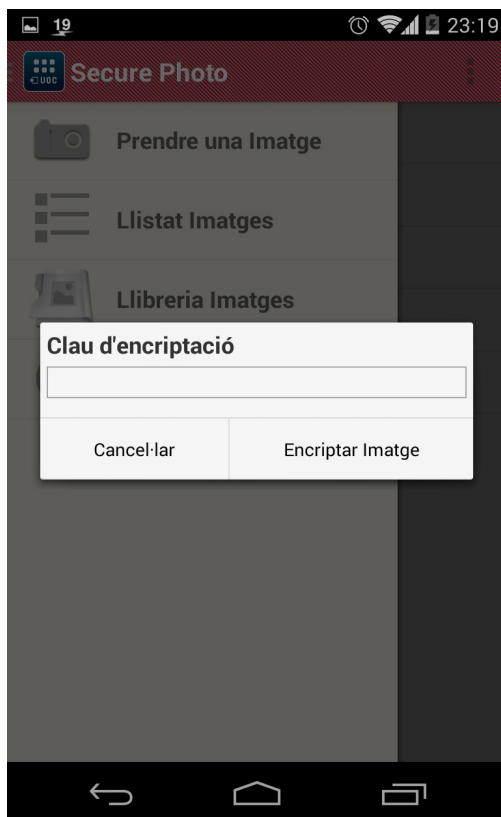 19
23:19
UOC
Secure Photo
Prendre una Imatge
Llistat Imatges
Llibreria Imatges
Clau d'encriptació
Cancel·lar
Encriptar Imatge